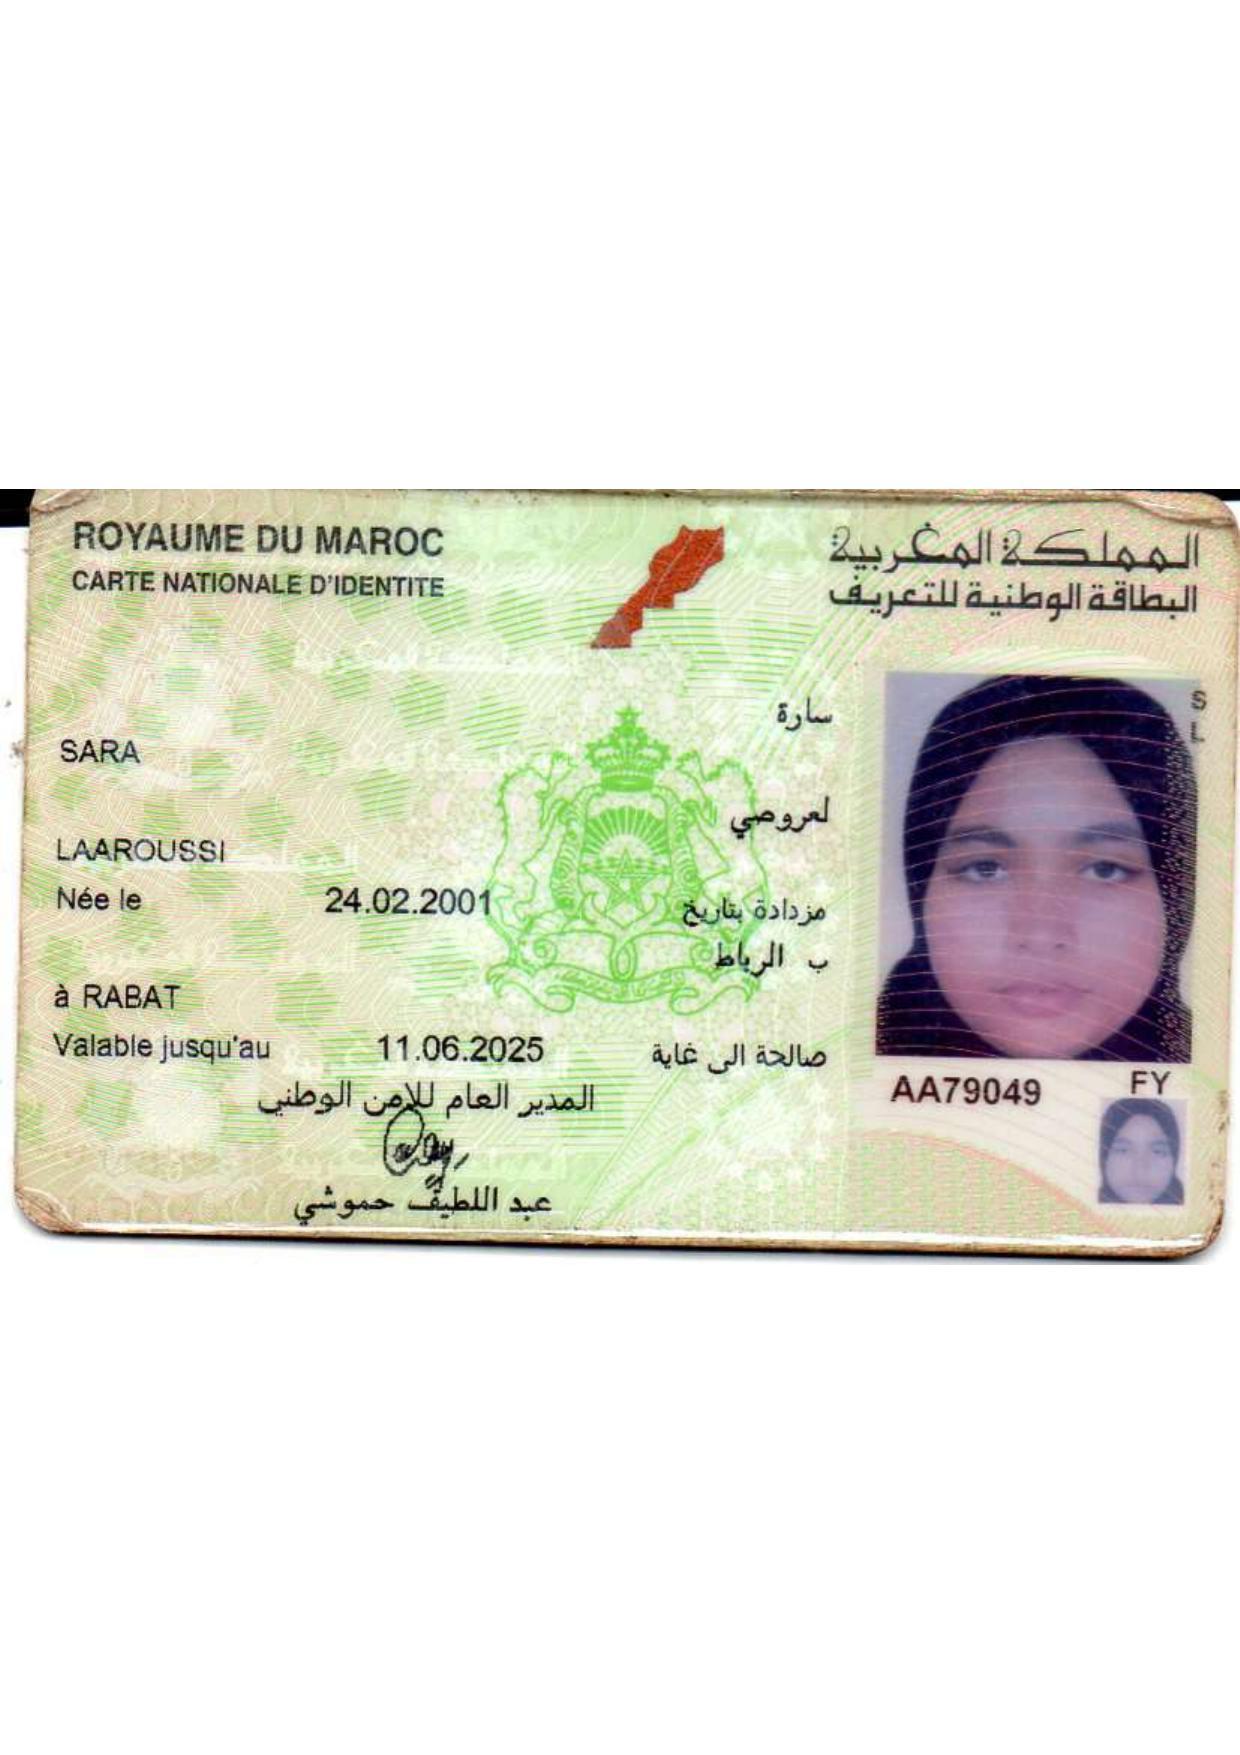 ROYAUME DU MAROC
المملكة المغربية
CARTE NATIONALE D'IDENTITE
البطاقة الوطنية للتعريف
سارة
SARA
لعروصي
LAAROUSSI
Née le 24.02.2001 مزدادة بتاريخ
ب الرباط
à RABAT
Valable jusqu'au 11.06.2025 صالحة الى غاية
المدير العام للامن الوطني
عبد اللطيف حموشي
S
L
AA79049
FY